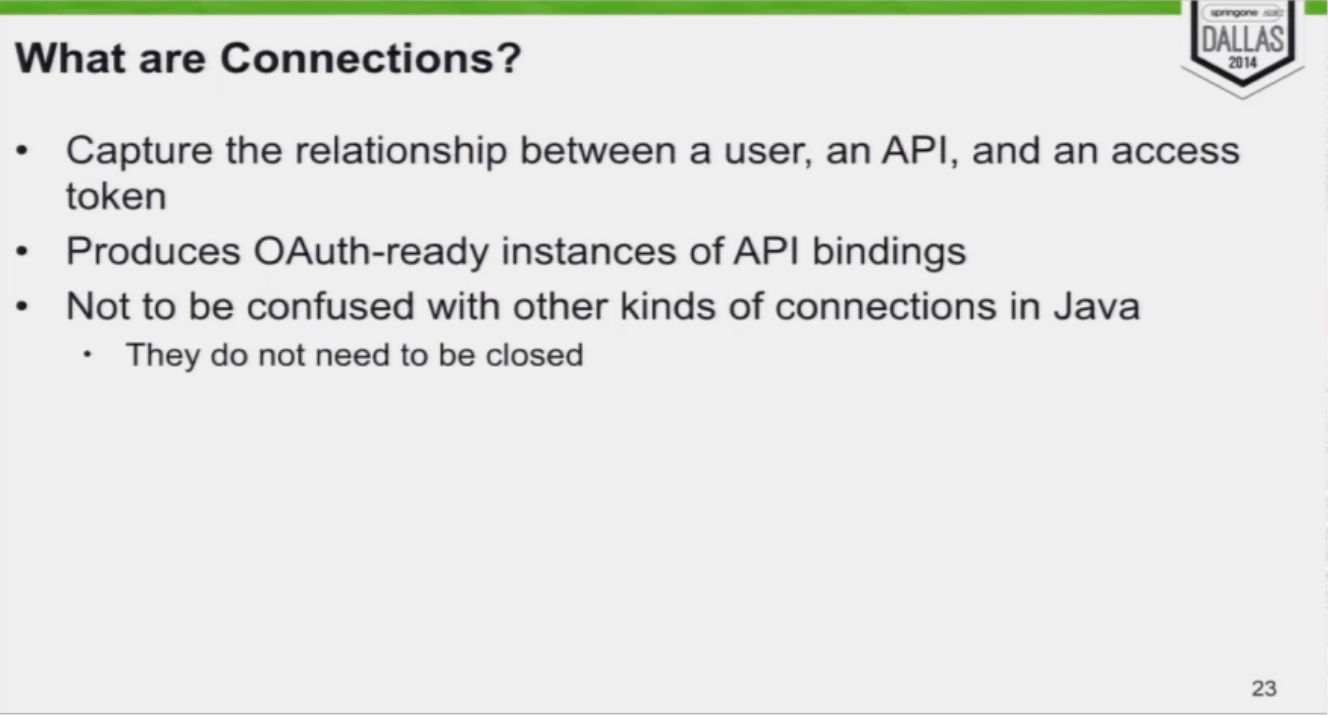 springone 2GX
DALLAS
2014
What are Connections?
• Capture the relationship between a user, an API, and an access
token
• Produces OAuth-ready instances of API bindings
• Not to be confused with other kinds of connections in Java
• They do not need to be closed
23